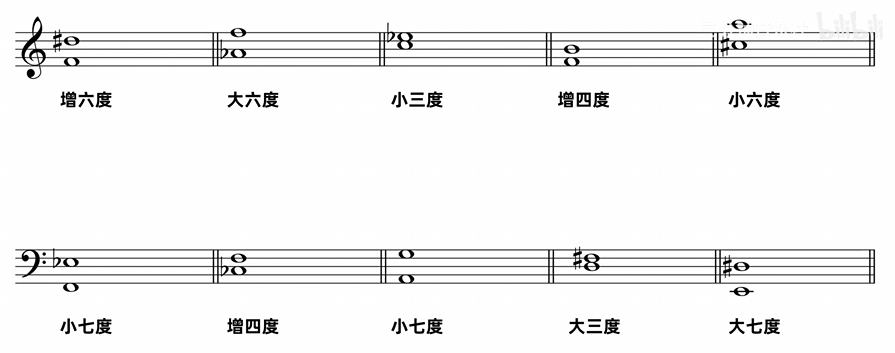 bilibili
增六度
大六度
小三度
增四度
小六度
小七度
增四度
小七度
大三度
大七度